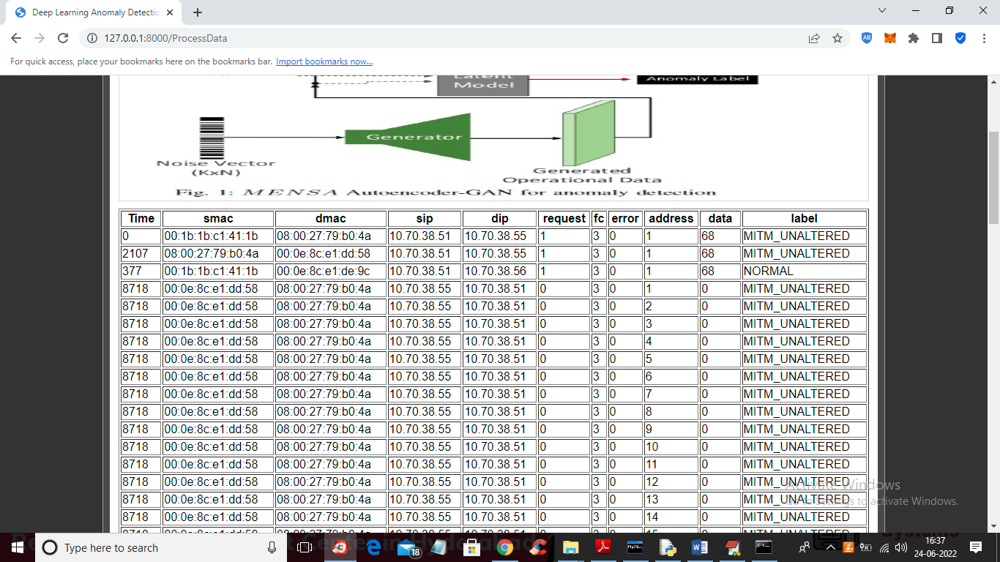 Deep Learning Anomaly Detectio
127.0.0.1:8000/ProcessData
AB
For quick access, place your bookmarks here on the bookmarks bar. Import bookmarks now...
Latent
Model
Anomaly Label
Generator
Noise Vector
(KxN)
Generated
Operational Data
Fig. 1: MENSA Autoencoder-GAN for anomaly detection
Time smac dmac sip dip request fc error address data label
0 00:1b:1b:c1:41:1b 08:00:27:79:b0:4a 10.70.38.51 10.70.38.55 1 3 0 1 68 MITM_UNALTERED
2107 08:00:27:79:b0:4a 00:0e:8c:e1:dd:58 10.70.38.51 10.70.38.55 1 3 0 1 68 MITM_UNALTERED
377 00:1b:1b:c1:41:1b 00:0e:8c:e1:de:9c 10.70.38.51 10.70.38.56 1 3 0 1 68 NORMAL
8718 00:0e:8c:e1:dd:58 08:00:27:79:b0:4a 10.70.38.55 10.70.38.51 0 3 0 1 0 MITM_UNALTERED
8718 00:0e:8c:e1:dd:58 08:00:27:79:b0:4a 10.70.38.55 10.70.38.51 0 3 0 2 0 MITM_UNALTERED
8718 00:0e:8c:e1:dd:58 08:00:27:79:b0:4a 10.70.38.55 10.70.38.51 0 3 0 3 0 MITM_UNALTERED
8718 00:0e:8c:e1:dd:58 08:00:27:79:b0:4a 10.70.38.55 10.70.38.51 0 3 0 4 0 MITM_UNALTERED
8718 00:0e:8c:e1:dd:58 08:00:27:79:b0:4a 10.70.38.55 10.70.38.51 0 3 0 5 0 MITM_UNALTERED
8718 00:0e:8c:e1:dd:58 08:00:27:79:b0:4a 10.70.38.55 10.70.38.51 0 3 0 6 0 MITM_UNALTERED
8718 00:0e:8c:e1:dd:58 08:00:27:79:b0:4a 10.70.38.55 10.70.38.51 0 3 0 7 0 MITM_UNALTERED
8718 00:0e:8c:e1:dd:58 08:00:27:79:b0:4a 10.70.38.55 10.70.38.51 0 3 0 8 0 MITM_UNALTERED
8718 00:0e:8c:e1:dd:58 08:00:27:79:b0:4a 10.70.38.55 10.70.38.51 0 3 0 9 0 MITM_UNALTERED
8718 00:0e:8c:e1:dd:58 08:00:27:79:b0:4a 10.70.38.55 10.70.38.51 0 3 0 10 0 MITM_UNALTERED
8718 00:0e:8c:e1:dd:58 08:00:27:79:b0:4a 10.70.38.55 10.70.38.51 0 3 0 11 0 MITM_UNALTERED
8718 00:0e:8c:e1:dd:58 08:00:27:79:b0:4a 10.70.38.55 10.70.38.51 0 3 0 12 0 MITM_UNALTERED
Activate Windows
8718 00:0e:8c:e1:dd:58 08:00:27:79:b0:4a 10.70.38.55 10.70.38.51 0 3 0 13 0 MITM_UNALTERED
Go to Settings to activate Windows.
8718 00:0e:8c:e1:dd:58 08:00:27:79:b0:4a 10.70.38.55 10.70.38.51 0 3 0 14 0 MITM_UNALTERED
Type here to search
18
MySQL
16:37
24-06-2022